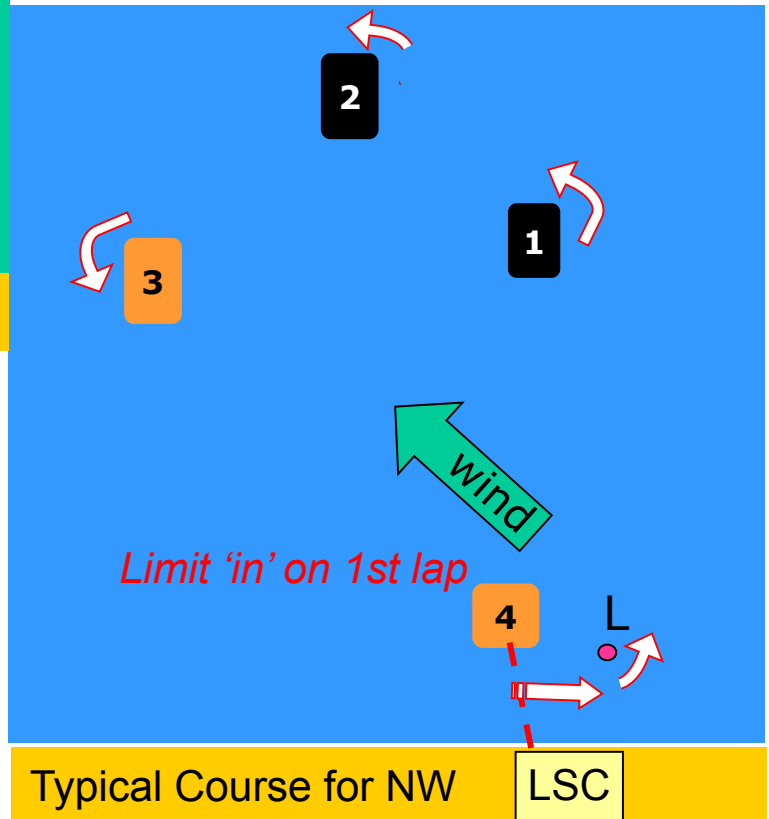 2
1
3
wind
Limit ‘in’ on 1st lap
4
L
Typical Course for NW
LSC